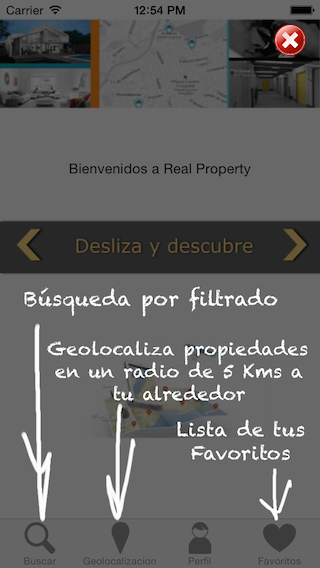 Carrier 12:54 PM
Bienvenidos a Real Property
Desliza y descubre
Búsqueda por filtrado
Geolocaliza propiedades
en un radio de 5 Kms a
tu alrededor
Lista de tus
Favoritos
Buscar Geolocalizacion Perfil Favoritos